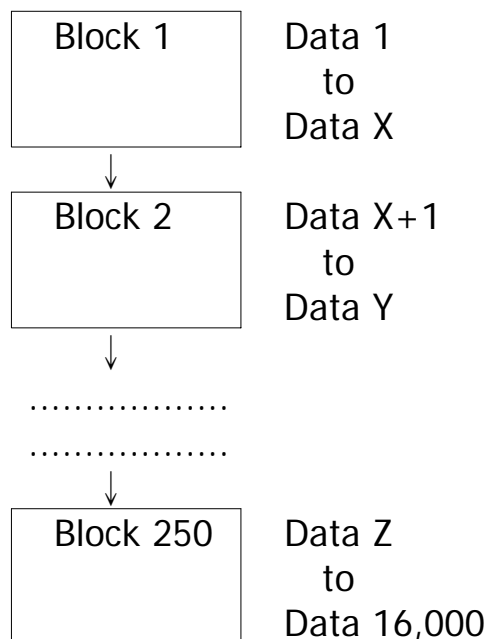 Block 1
Data 1
to
Data X
Block 2
Data X+1
to
Data Y
..................
..................
Block 250
Data Z
to
Data 16,000